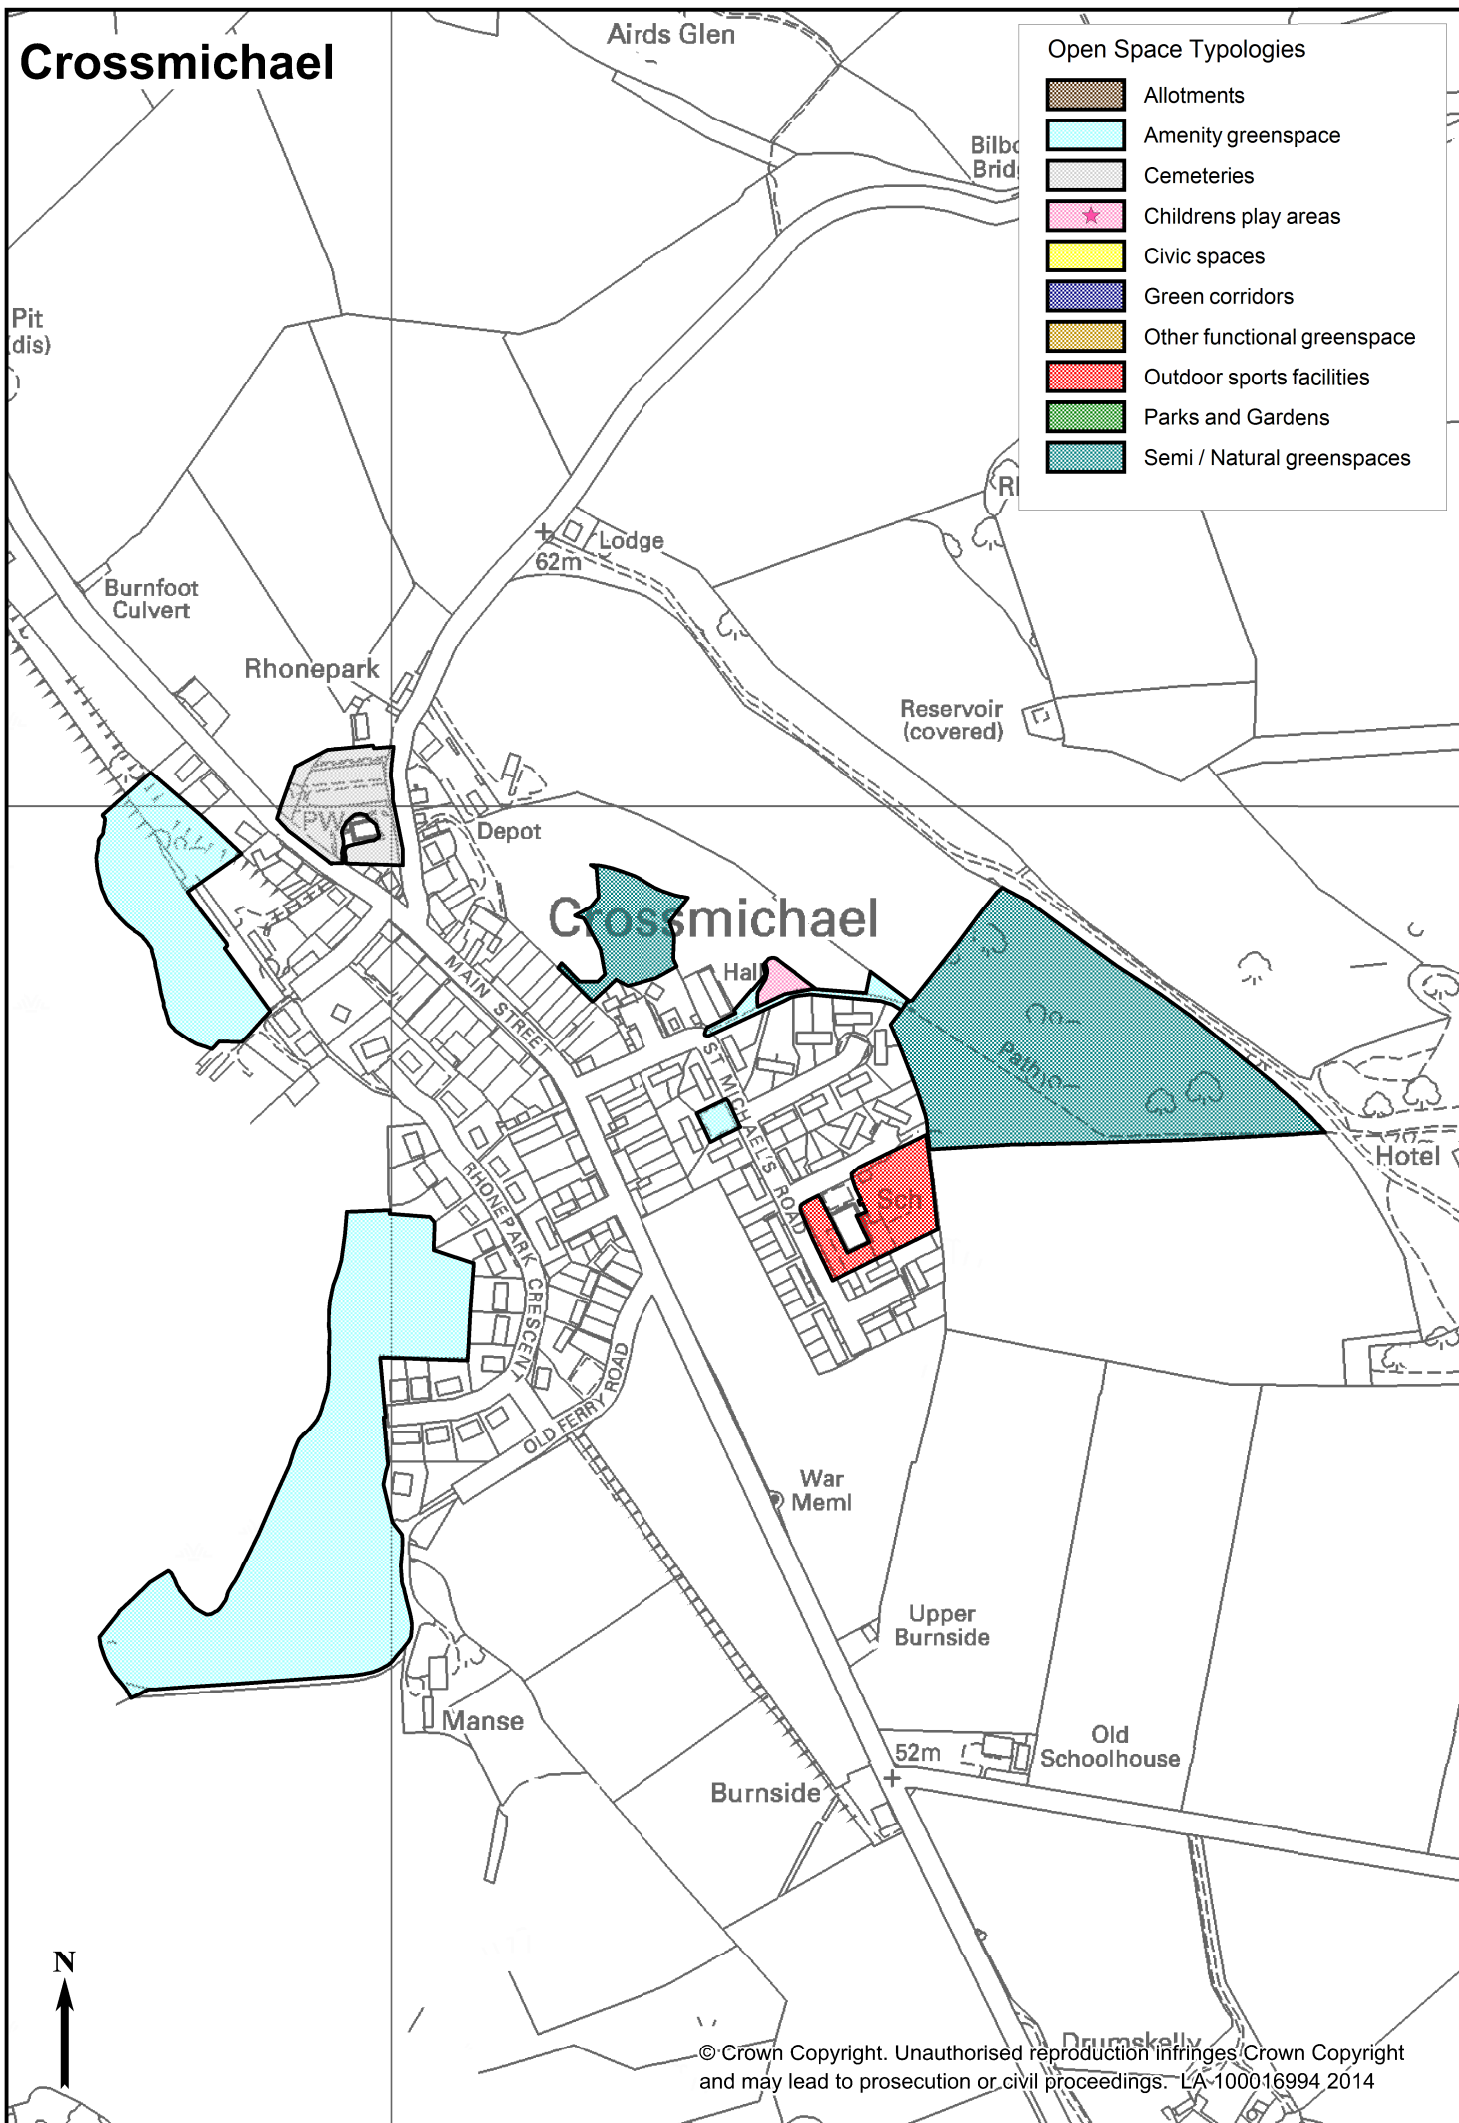 Crossmichael
Airds Glen
Open Space Typologies
Allotments
Amenity greenspace
Cemeteries
Childrens play areas
Civic spaces
Green corridors
Other functional greenspace
Outdoor sports facilities
Parks and Gardens
Semi / Natural greenspaces
Pit
(dis)
Lodge
62m
Burnfoot
Culvert
Rhonepark
Reservoir
(covered)
PW
Depot
Crossmichael
Hall
MAIN STREET
ST MICHAEL'S ROAD
Path
Hotel
Sch
RHONEPARK CRESCENT
OLD FERRY ROAD
War
Meml
Upper
Burnside
Manse
Old
Schoolhouse
52m
Burnside
N
Drumskelly
© Crown Copyright. Unauthorised reproduction infringes Crown Copyright
and may lead to prosecution or civil proceedings. LA 100016994 2014